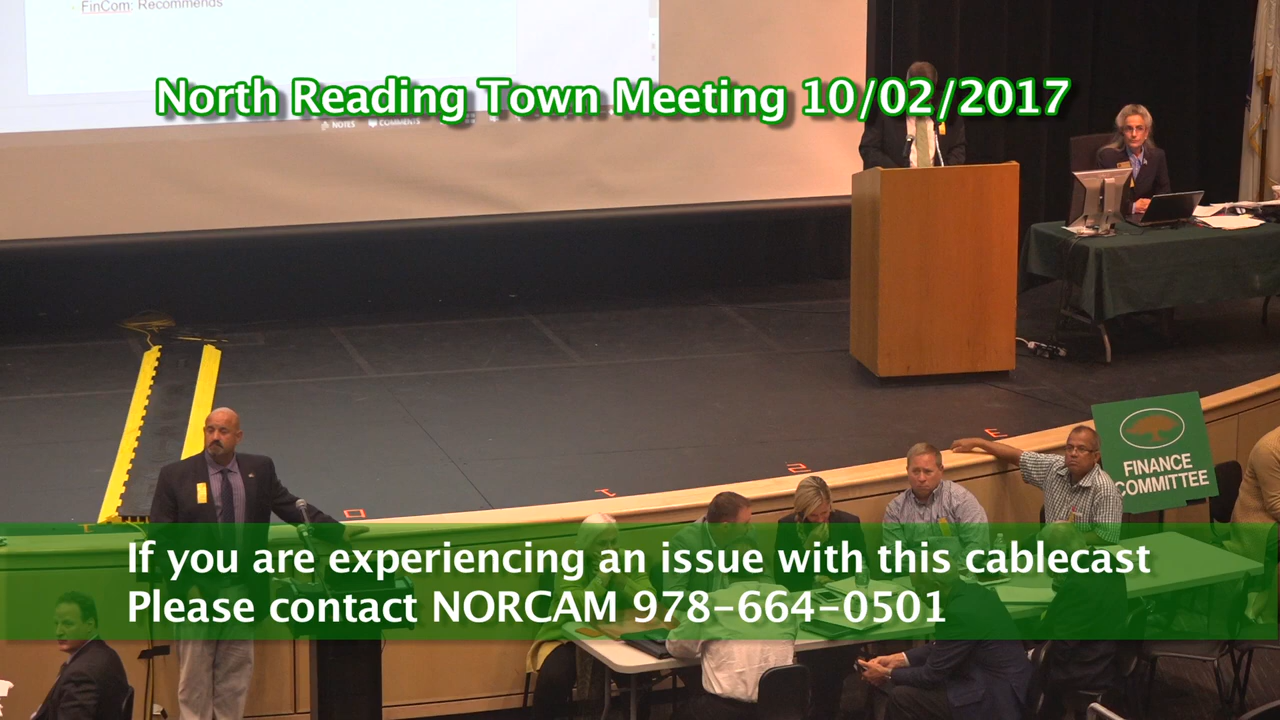 FinCom: Recommends
North Reading Town Meeting 10/02/2017
NOTES COMMENTS
FINANCE
COMMITTEE
If you are experiencing an issue with this cablecast
Please contact NORCAM 978-664-0501